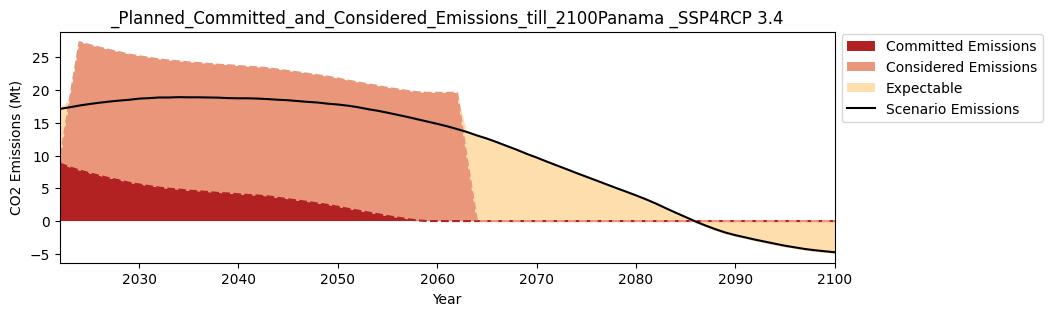 _Planned_Committed_and_Considered_Emissions_till_2100Panama _SSP4RCP 3.4
CO2 Emissions (Mt)
25
20
15
10
5
0
−5
2030 2040 2050 2060 2070 2080 2090 2100
Year
Committed Emissions
Considered Emissions
Expectable
Scenario Emissions